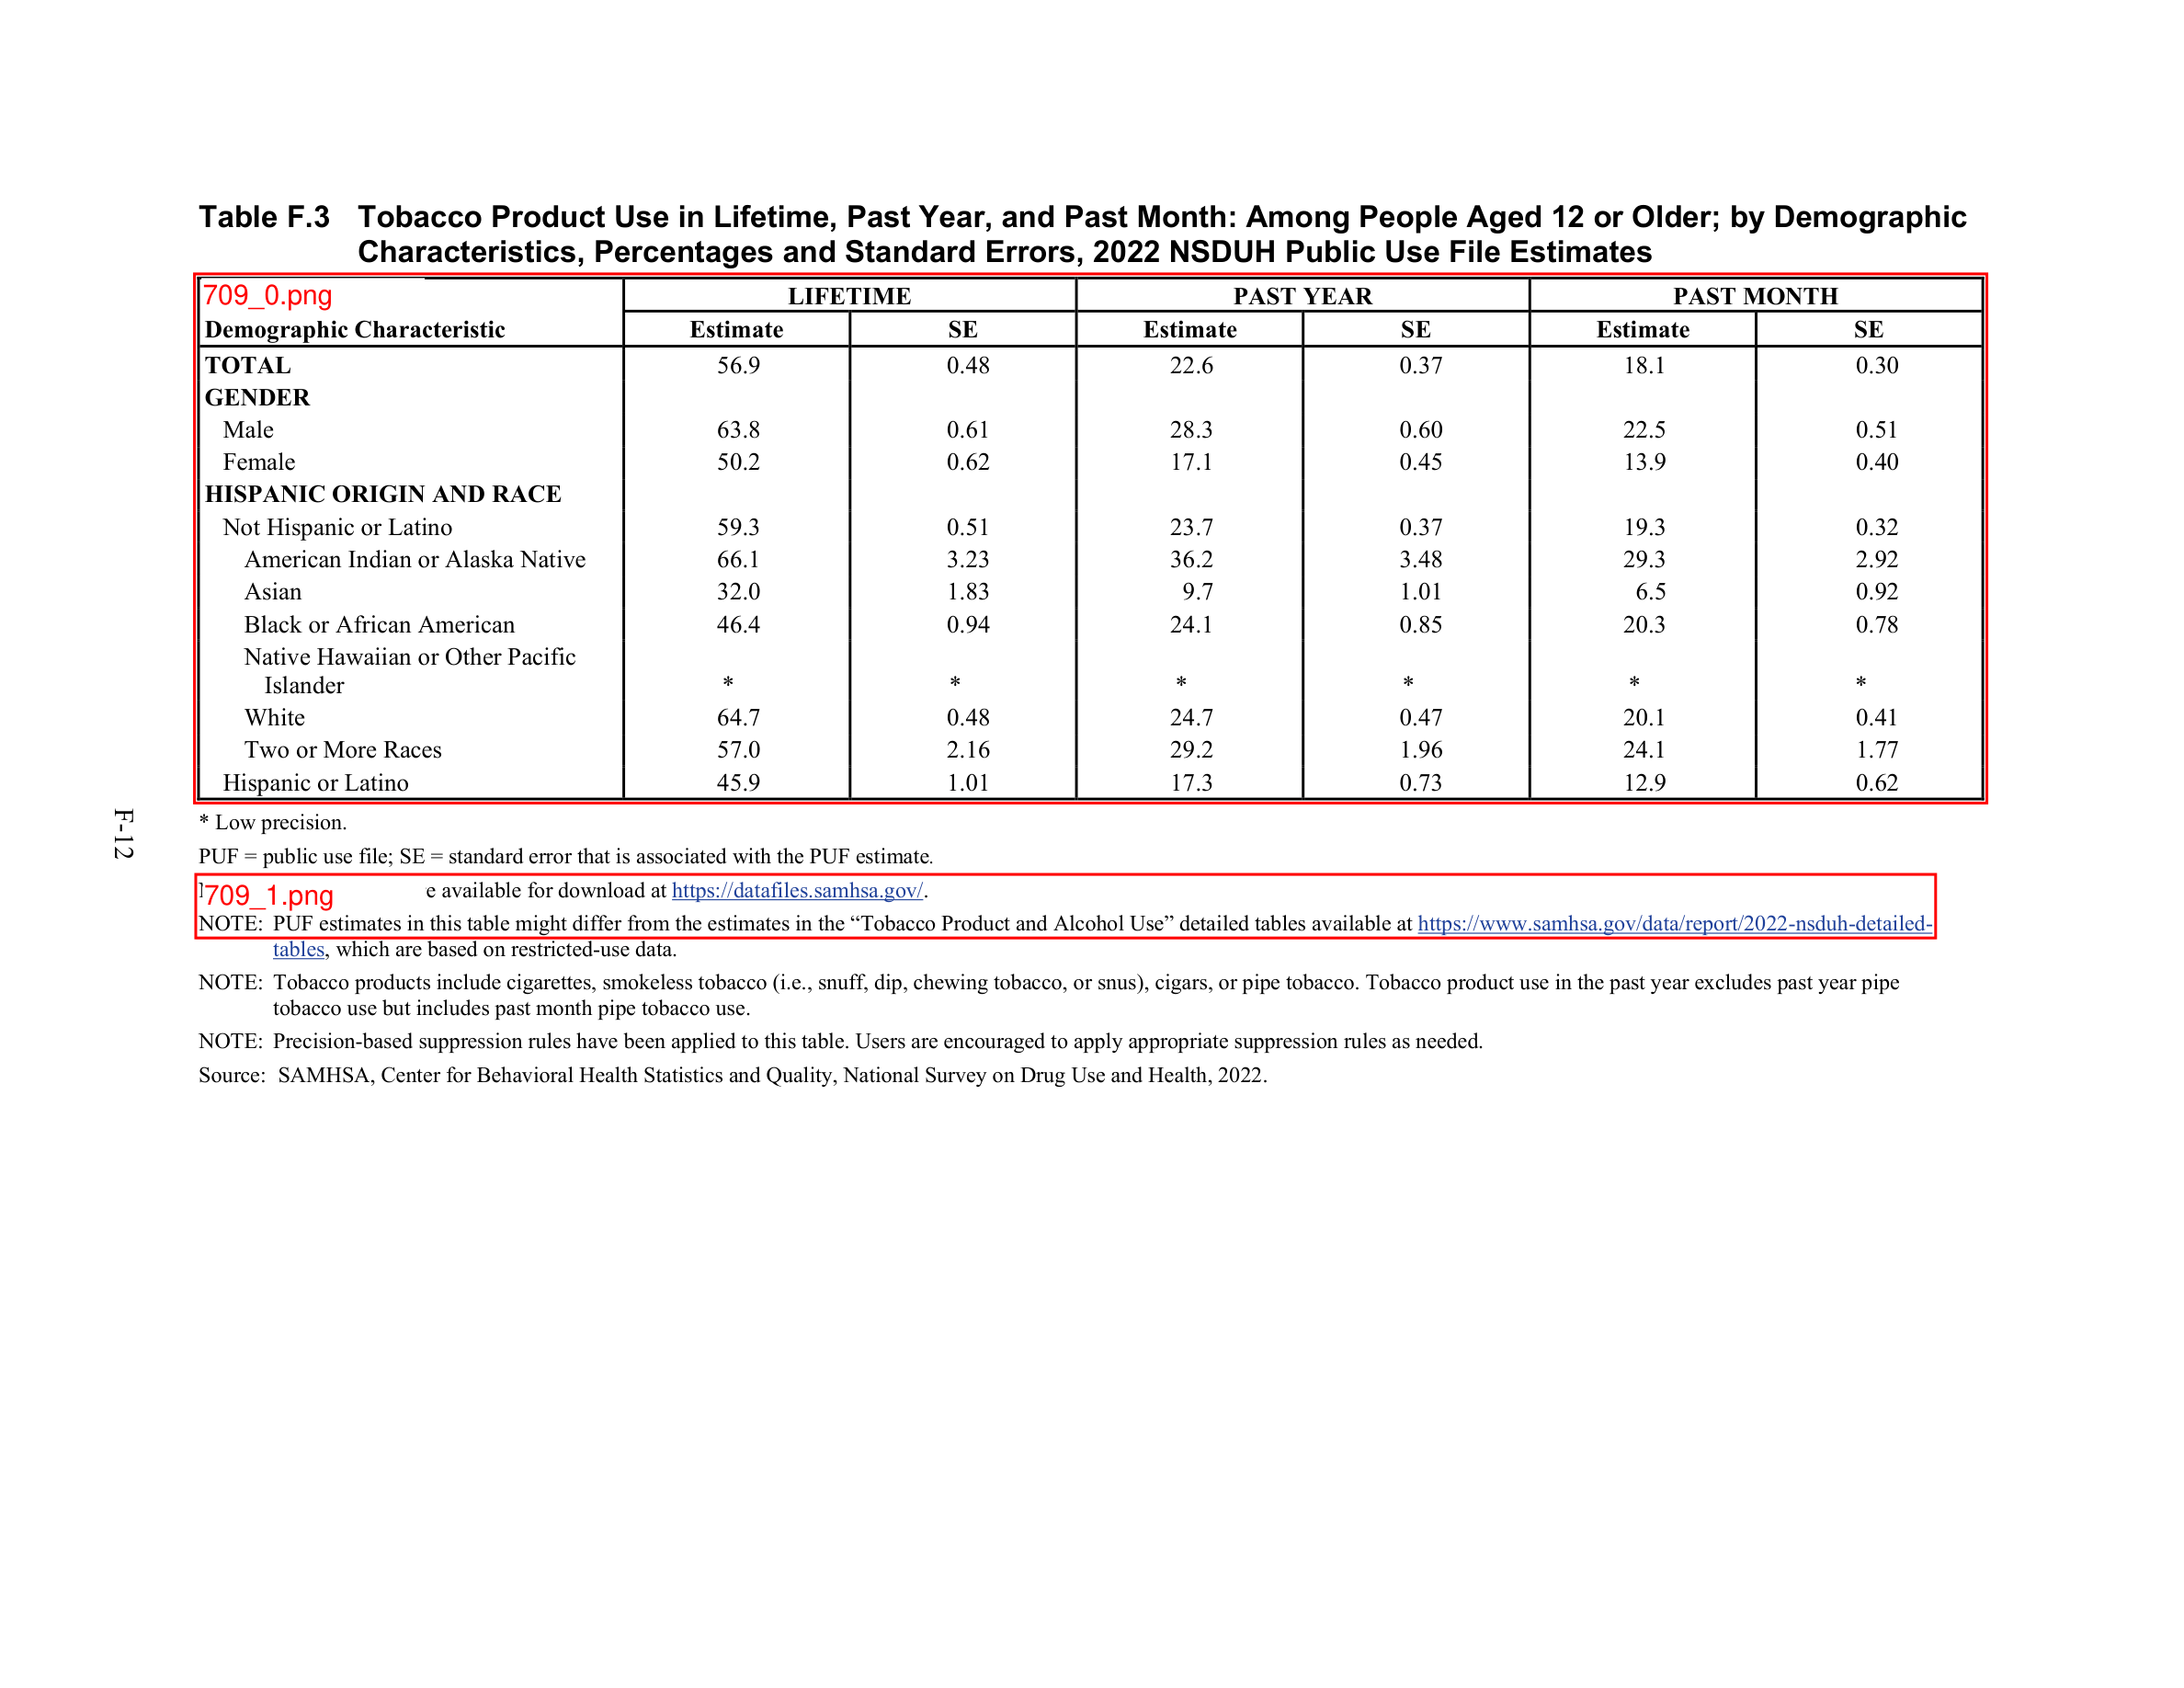 Table F.3 Tobacco Product Use in Lifetime, Past Year, and Past Month: Among People Aged 12 or Older; by Demographic
Characteristics, Percentages and Standard Errors, 2022 NSDUH Public Use File Estimates
709_0.png LIFETIME PAST YEAR PAST MONTH
Demographic Characteristic Estimate SE Estimate SE Estimate SE
TOTAL 56.9 0.48 22.6 0.37 18.1 0.30
GENDER
Male 63.8 0.61 28.3 0.60 22.5 0.51
Female 50.2 0.62 17.1 0.45 13.9 0.40
HISPANIC ORIGIN AND RACE
Not Hispanic or Latino 59.3 0.51 23.7 0.37 19.3 0.32
American Indian or Alaska Native 66.1 3.23 36.2 3.48 29.3 2.92
Asian 32.0 1.83 9.7 1.01 6.5 0.92
Black or African American 46.4 0.94 24.1 0.85 20.3 0.78
Native Hawaiian or Other Pacific
Islander * * * * * *
White 64.7 0.48 24.7 0.47 20.1 0.41
Two or More Races 57.0 2.16 29.2 1.96 24.1 1.77
Hispanic or Latino 45.9 1.01 17.3 0.73 12.9 0.62
* Low precision.
PUF = public use file; SE = standard error that is associated with the PUF estimate.
709_1.png available for download at https://datafiles.samhsa.gov/.
NOTE: PUF estimates in this table might differ from the estimates in the “Tobacco Product and Alcohol Use” detailed tables available at https://www.samhsa.gov/data/report/2022-nsduh-detailed-
tables, which are based on restricted-use data.
NOTE: Tobacco products include cigarettes, smokeless tobacco (i.e., snuff, dip, chewing tobacco, or snus), cigars, or pipe tobacco. Tobacco product use in the past year excludes past year pipe
tobacco use but includes past month pipe tobacco use.
NOTE: Precision-based suppression rules have been applied to this table. Users are encouraged to apply appropriate suppression rules as needed.
Source: SAMHSA, Center for Behavioral Health Statistics and Quality, National Survey on Drug Use and Health, 2022.
F-12